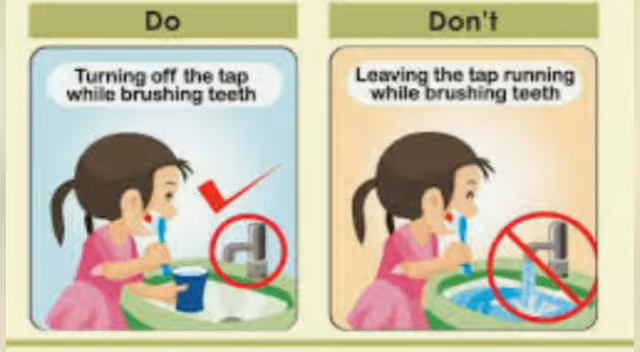 Do
Don't
Turning off the tap
while brushing teeth
Leaving the tap running
while brushing teeth